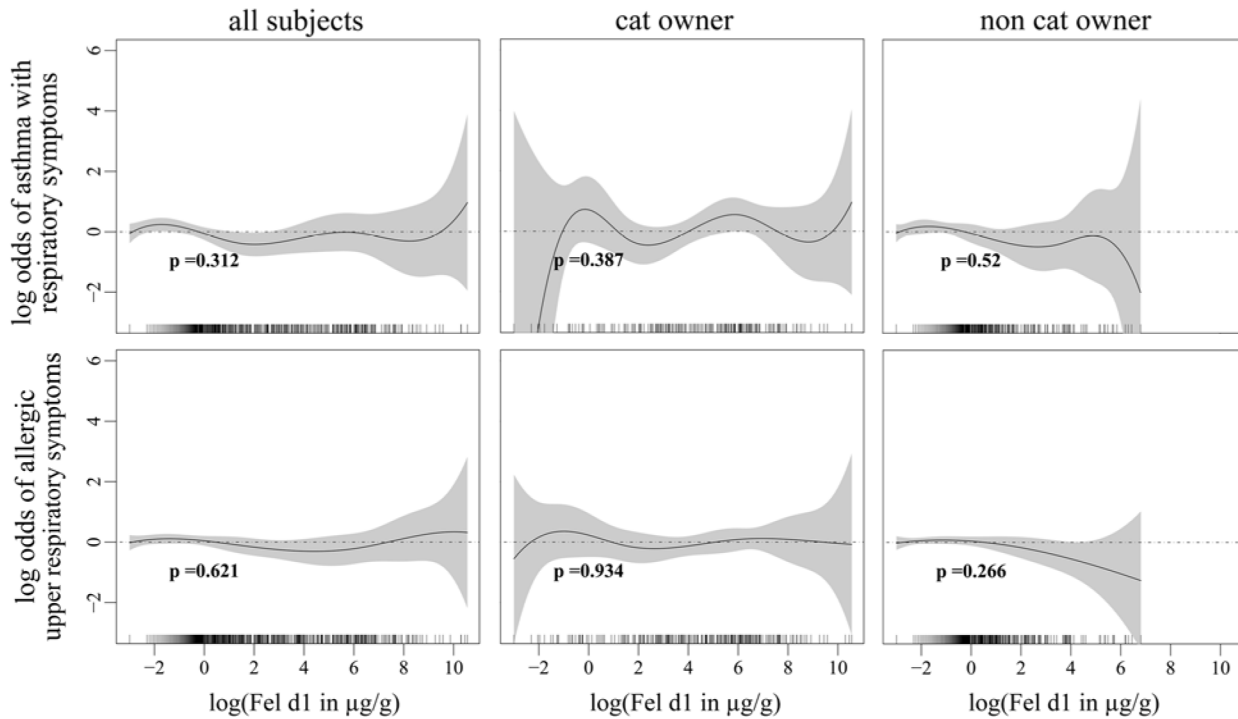 all subjects
cat owner
non cat owner
log odds of asthma with
respiratory symptoms
6
4
2
0
−2
p =0.312
p =0.387
p =0.52
log odds of allergic
upper respiratory symptoms
6
4
2
0
−2
p =0.621
p =0.934
p =0.266
−2 0 2 4 6 8 10
−2 0 2 4 6 8 10
−2 0 2 4 6 8 10
log(Fel d1 in µg/g)
log(Fel d1 in µg/g)
log(Fel d1 in µg/g)